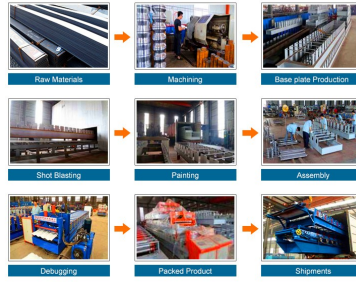 Raw Materials
Machining
Base plate Production
Shot Blasting
Painting
Assembly
Debugging
Packed Product
Shipments